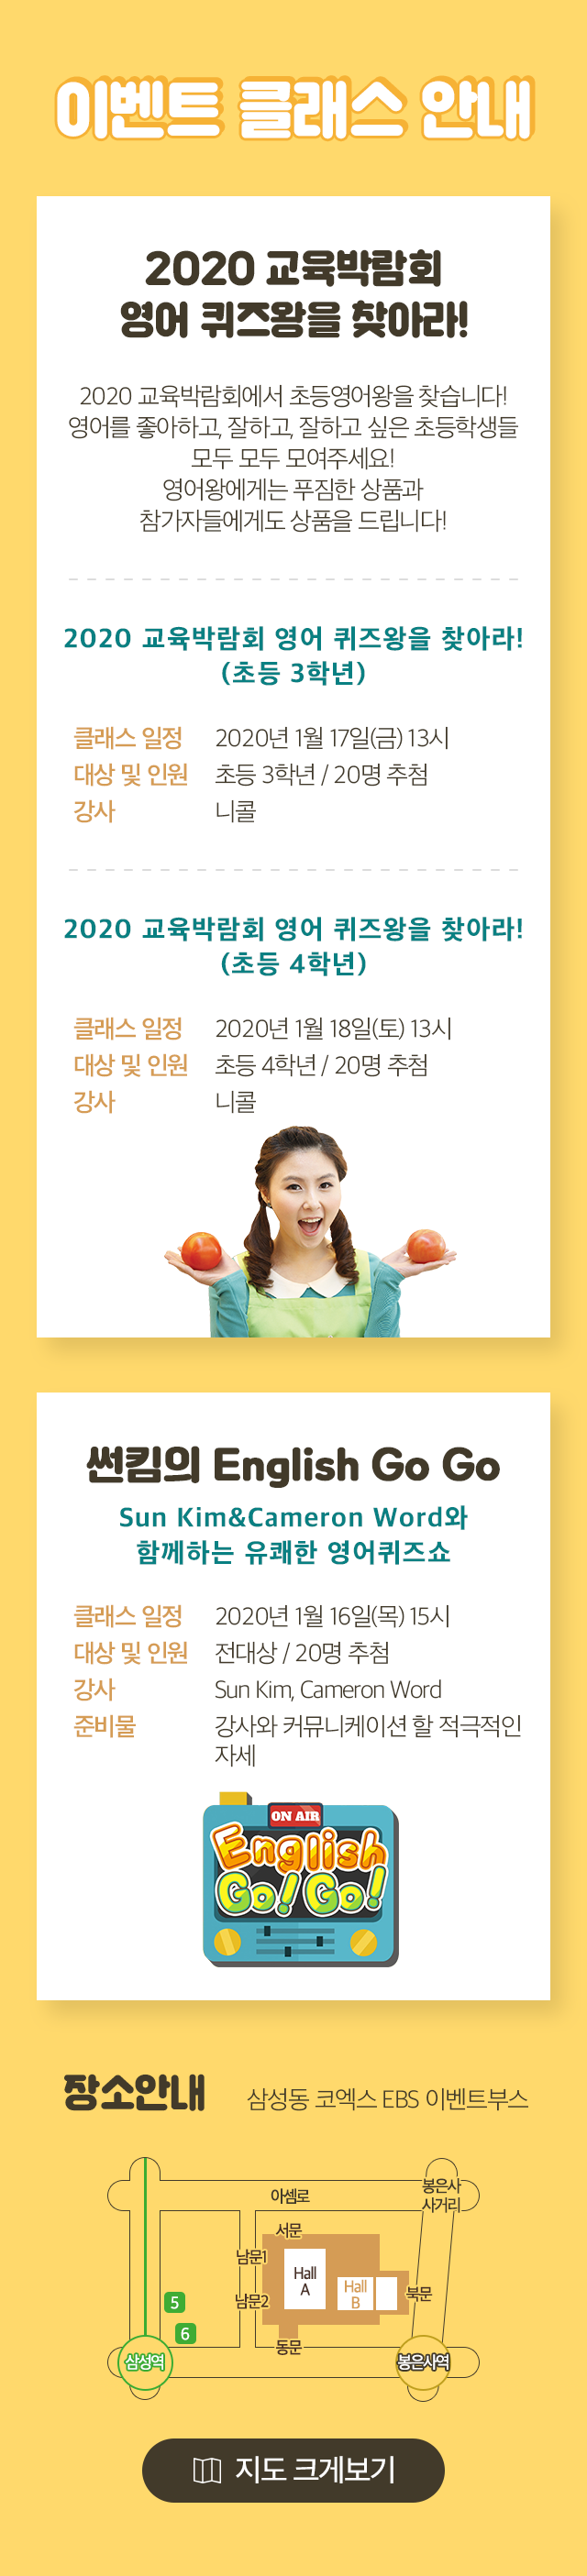 이벤트 클래스 안내
2020 교육박람회
영어 퀴즈왕을 찾아라!
2020 교육박람회에서 초등영어왕을 찾습니다!
영어를 좋아하고, 잘하고, 잘하고 싶은 초등학생들
모두 모두 모여주세요!
영어왕에게는 푸짐한 상품과
참가자들에게도 상품을 드립니다!
2020 교육박람회 영어 퀴즈왕을 찾아라!
(초등 3학년)
클래스 일정 2020년 1월 17일(금) 13시
대상 및 인원 초등 3학년 / 20명 추첨
강사 니콜
2020 교육박람회 영어 퀴즈왕을 찾아라!
(초등 4학년)
클래스 일정 2020년 1월 18일(토) 13시
대상 및 인원 초등 4학년 / 20명 추첨
강사 니콜
썬킴의 English Go Go
Sun Kim&Cameron Word와
함께하는 유쾌한 영어퀴즈쇼
클래스 일정 2020년 1월 16일(목) 15시
대상 및 인원 전대상 / 20명 추첨
강사 Sun Kim, Cameron Word
준비물 강사와 커뮤니케이션 할 적극적인
자세
ON AIR
English
Go! Go!
장소안내 삼성동 코엑스 EBS 이벤트부스
봉은사
아셈로
사거리
서문
남문1
Hall
A
Hall
B
북문
남문2
5
6
동문
삼성역
봉은사역
지도 크게보기